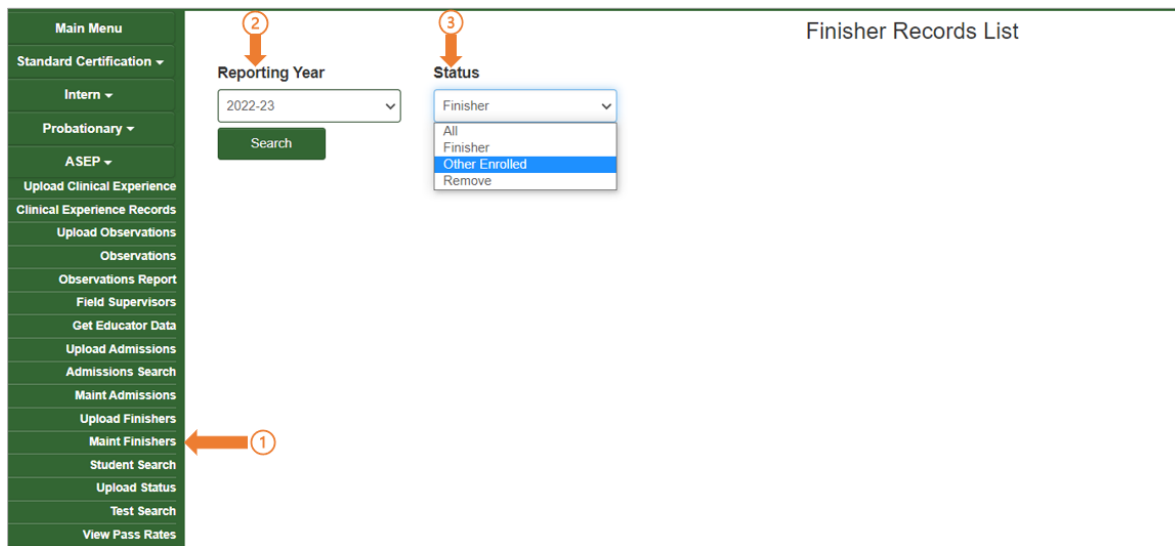 Main Menu
Standard Certification
Intern
Probationary
ASEP
Upload Clinical Experience
Clinical Experience Records
Upload Observations
Observations
Observations Report
Field Supervisors
Get Educator Data
Upload Admissions
Admissions Search
Maint Admissions
Upload Finishers
Maint Finishers
Student Search
Upload Status
Test Search
View Pass Rates
1
Finisher Records List
2
Reporting Year
2022-23
Search
3
Status
Finisher
All
Finisher
Other Enrolled
Remove